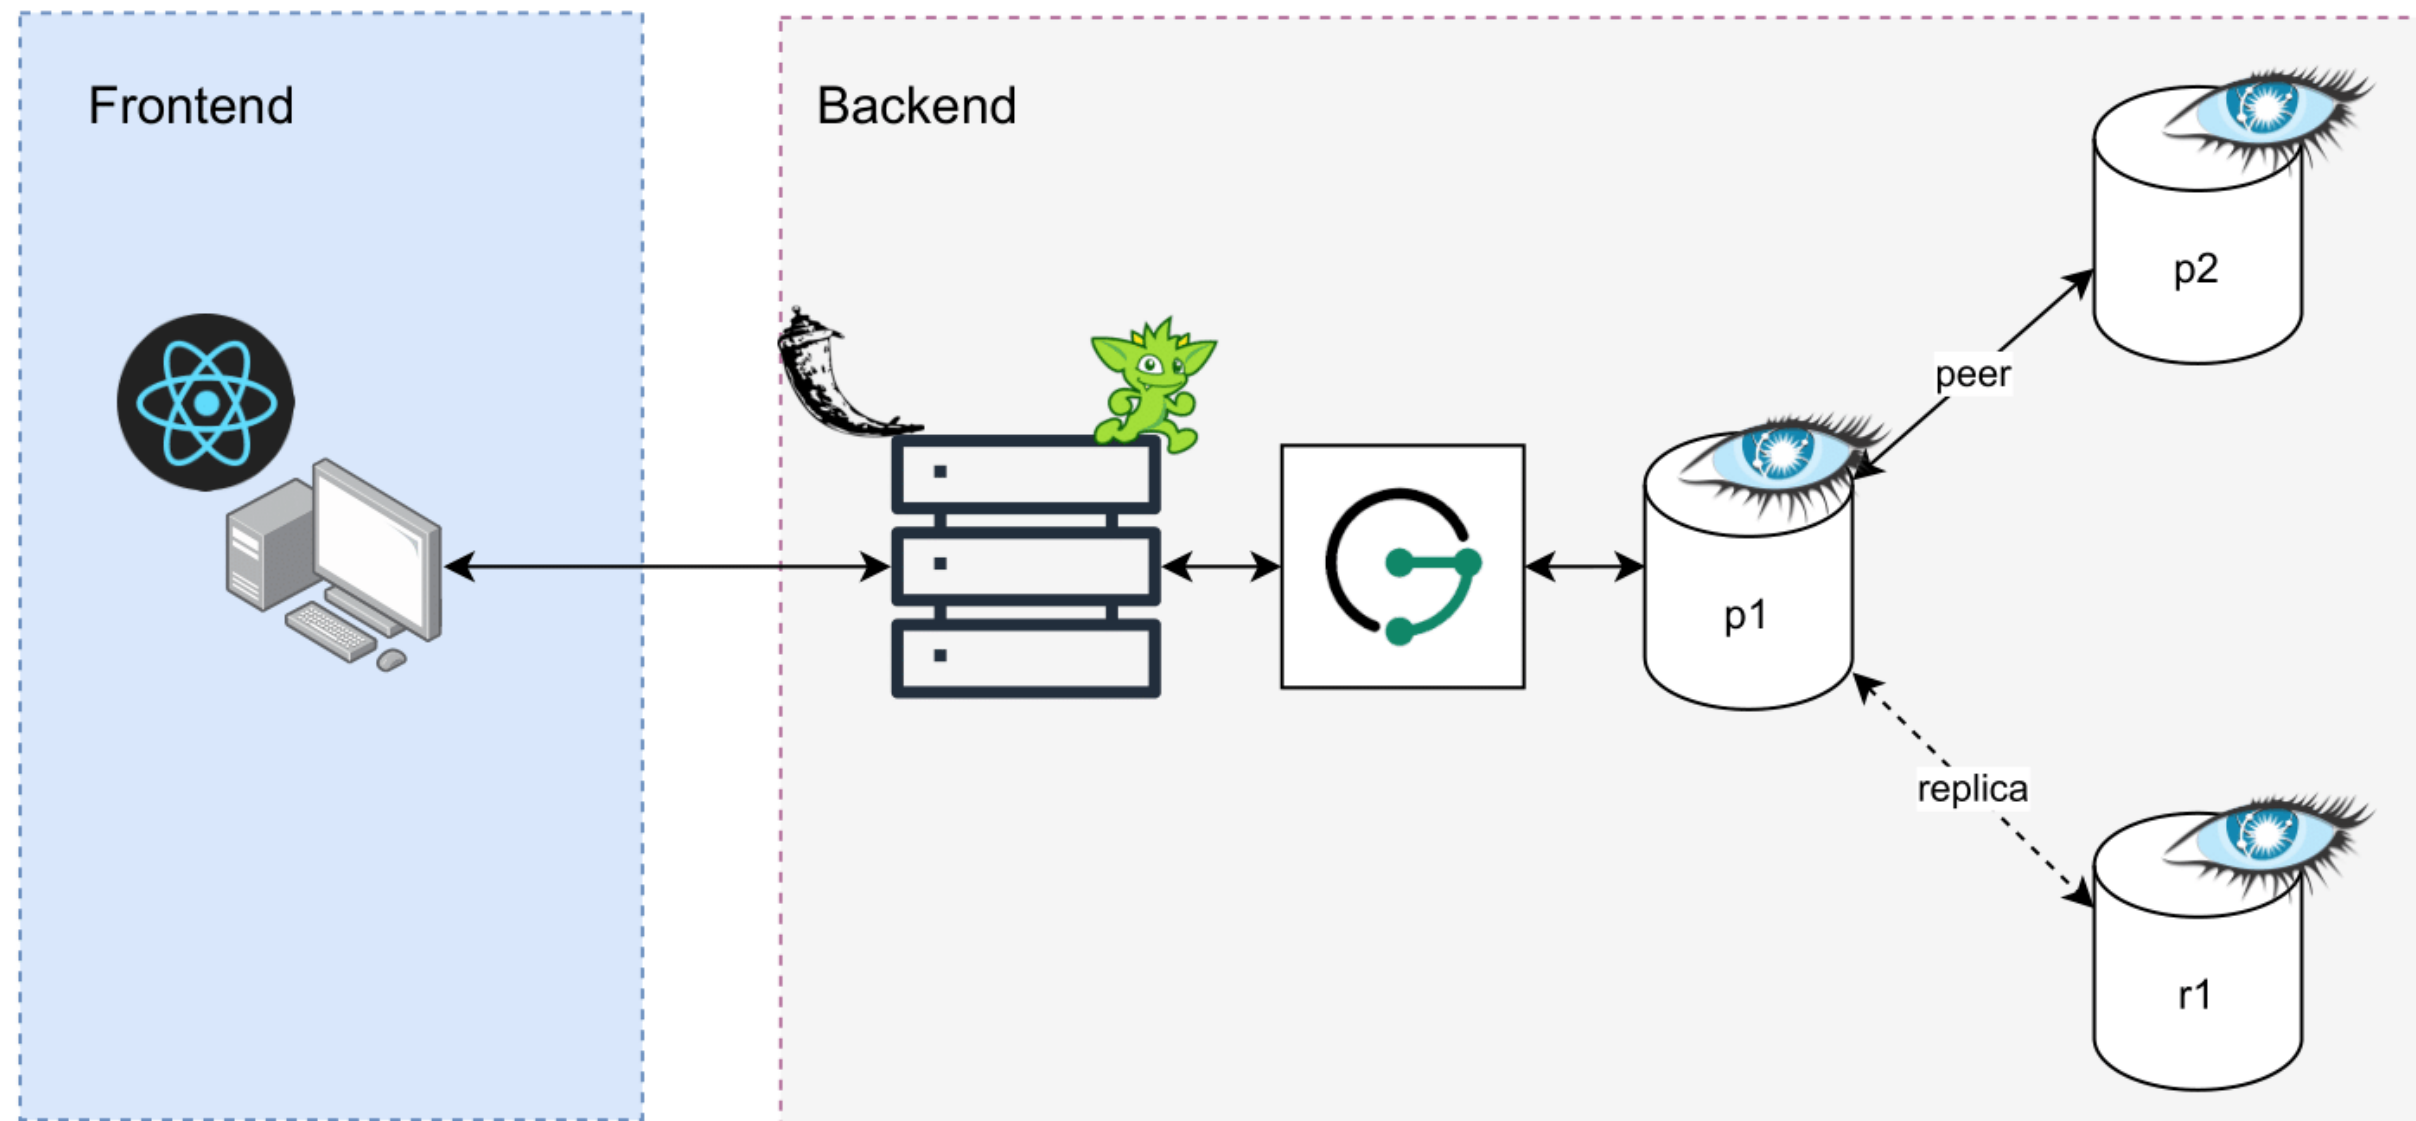 Frontend
Backend
p2
peer
p1
replica
r1